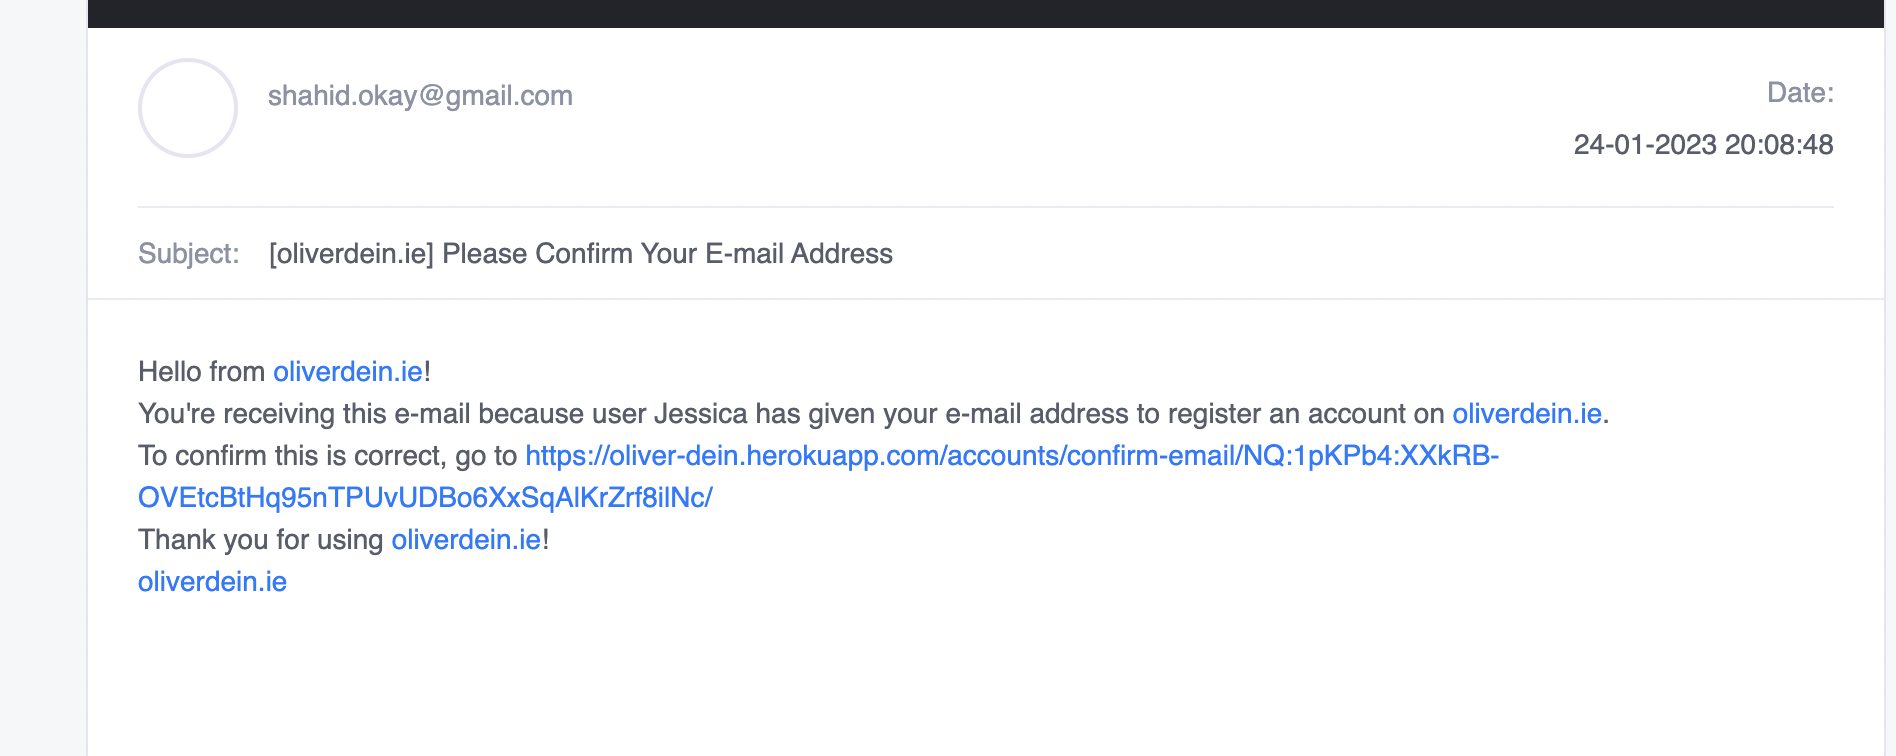 shahid.okay@gmail.com
Date:
24-01-2023 20:08:48
Subject: [oliverdein.ie] Please Confirm Your E-mail Address
Hello from oliverdein.ie!
You're receiving this e-mail because user Jessica has given your e-mail address to register an account on oliverdein.ie.
To confirm this is correct, go to https://oliver-dein.herokuapp.com/accounts/confirm-email/NQ:1pKPb4:XXkRB-
OVEtcBtHq95nTPUvUDBo6XxSqAlKrZrf8ilNc/
Thank you for using oliverdein.ie!
oliverdein.ie